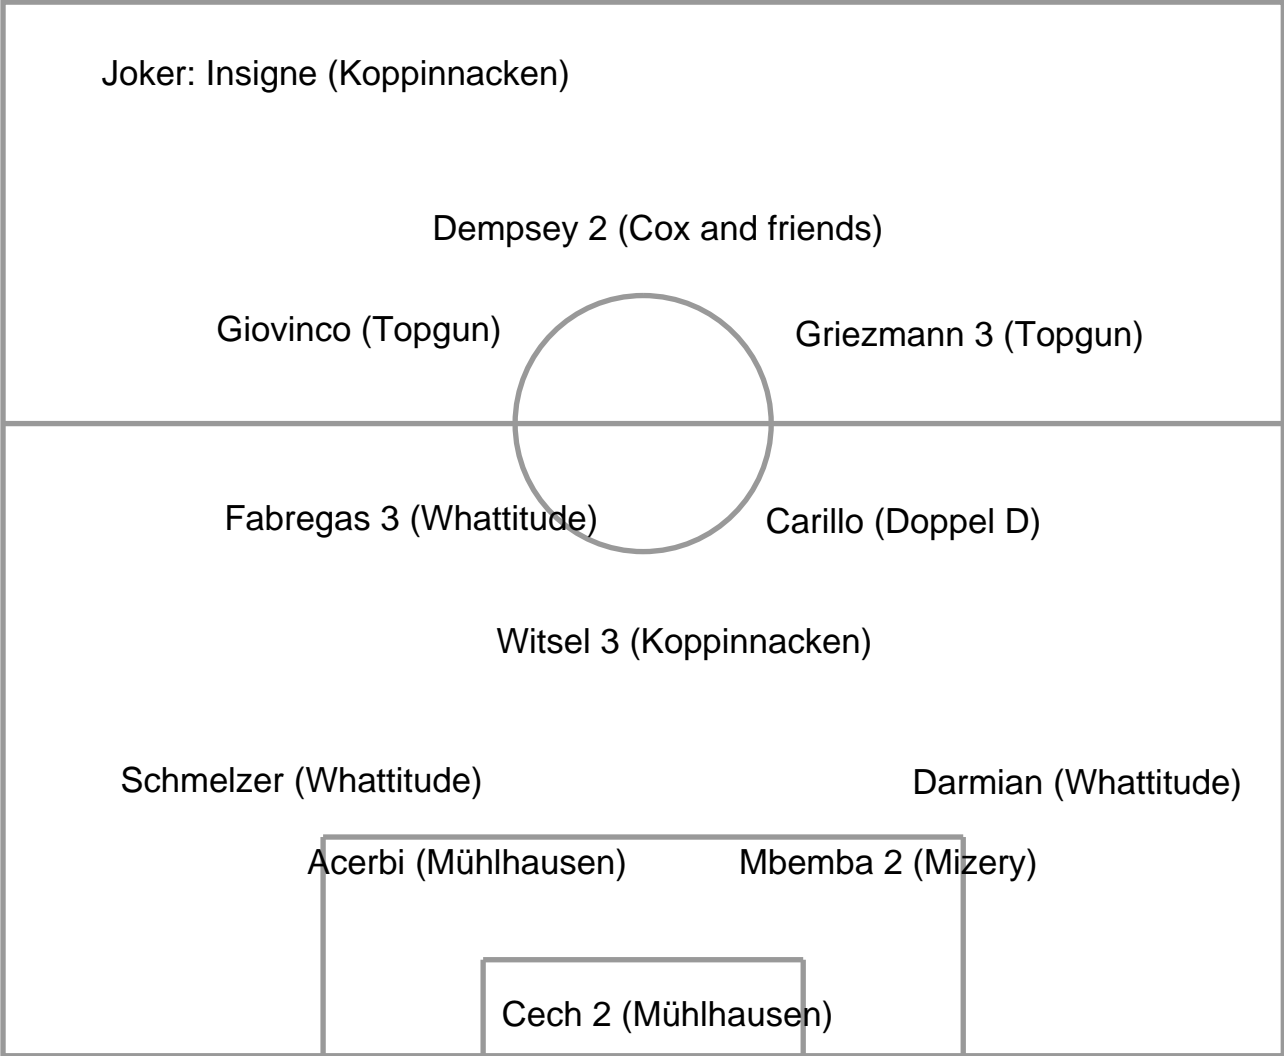 Joker: Insigne (Koppinnacken)
Dempsey 2 (Cox and friends)
Giovinco (Topgun)
Griezmann 3 (Topgun)
Fabregas 3 (Whattitude)
Carillo (Doppel D)
Witsel 3 (Koppinnacken)
Schmelzer (Whattitude)
Darmian (Whattitude)
Acerbi (Mühlhausen)
Mbemba 2 (Mizery)
Cech 2 (Mühlhausen)